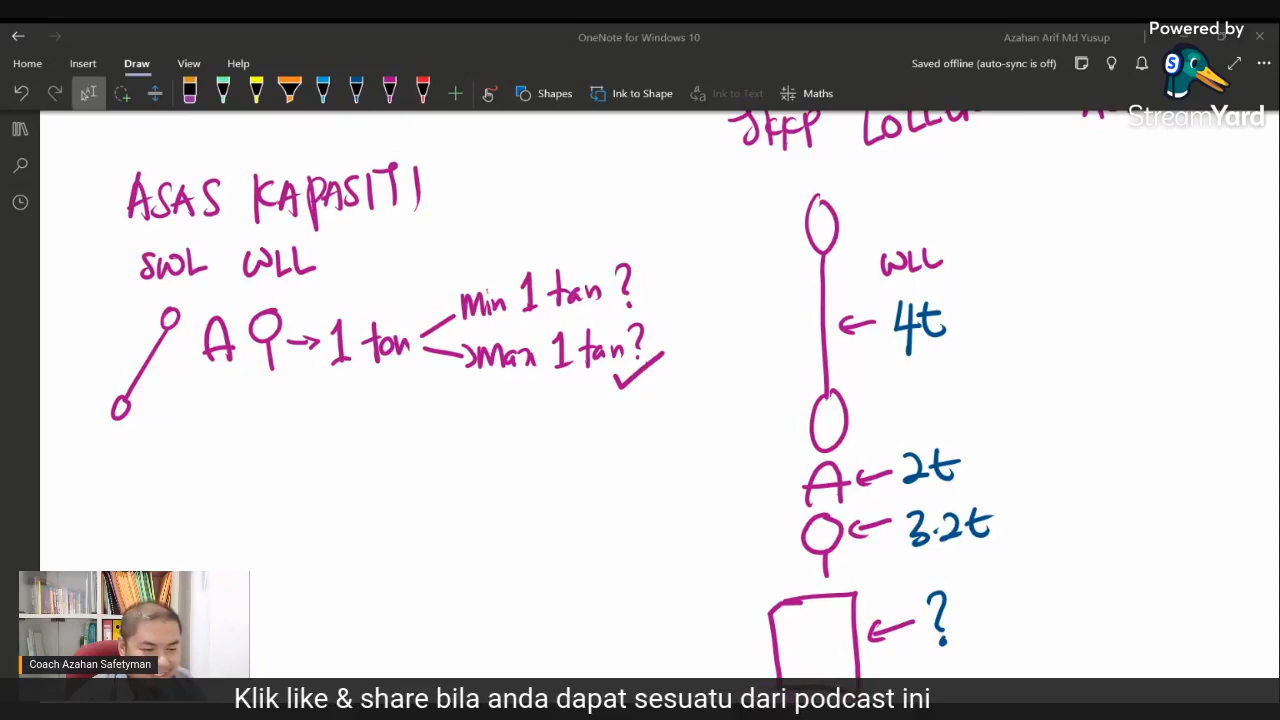 Powered by
StreamYard
OneNote for Windows 10
Azahan Arif Md Yusup
Home Insert Draw View Help
Saved offline (auto-sync is off)
Shapes
Ink to Shape
Ink to Text
Maths
ASAS KAPASITI
SWL WLL
A → 1 ton
min 1 tan ?
max 1 tan?
WLL
4t
A ← 2t
← 3.2t
← ?
Coach Azahan Safetyman
Klik like & share bila anda dapat sesuatu dari podcast ini